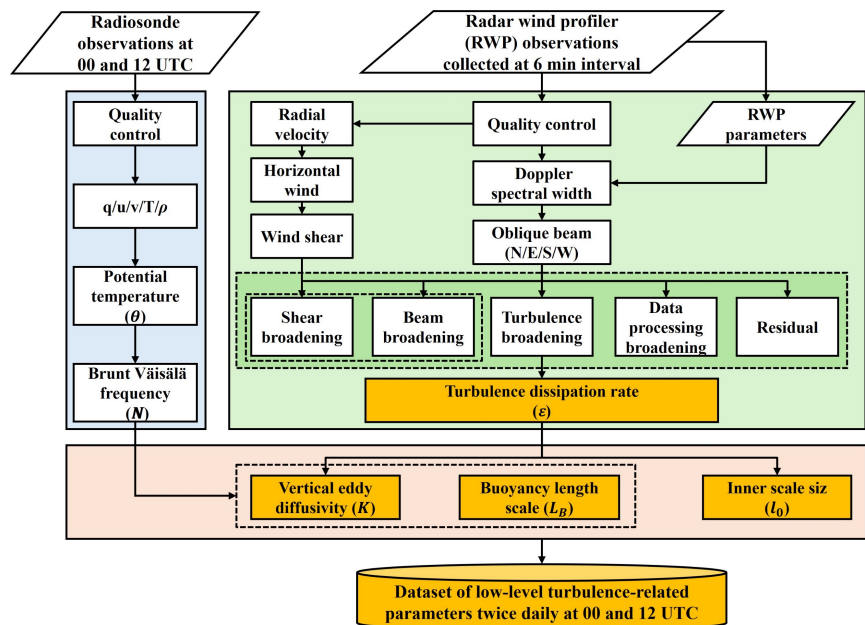 Radiosonde
observations at
00 and 12 UTC
Radar wind profiler
(RWP) observations
collected at 6 min interval
Quality
control
Radial
velocity
Quality control
RWP
parameters
q/u/v/T/ρ
Horizontal
wind
Doppler
spectral width
Wind shear
Oblique beam
(N/E/S/W)
Potential
temperature
(θ)
Shear
broadening
Beam
broadening
Turbulence
broadening
Data
processing
broadening
Residual
Brunt Väisälä
frequency
(N)
Turbulence dissipation rate
(ε)
Vertical eddy
diffusivity (K)
Buoyancy length
scale (L_B)
Inner scale siz
(l_0)
Dataset of low-level turbulence-related
parameters twice daily at 00 and 12 UTC